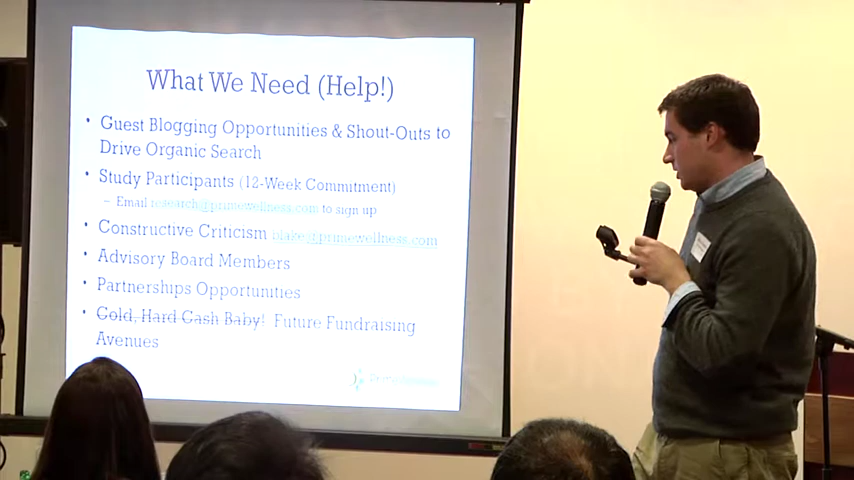 What We Need (Help!)
• Guest Blogging Opportunities & Shout-Outs to
Drive Organic Search
• Study Participants (12-Week Commitment)
– Email research@primewellness.com to sign up
• Constructive Criticism blake@primewellness.com
• Advisory Board Members
• Partnerships Opportunities
• Cold, Hard Cash Baby! Future Fundraising
Avenues